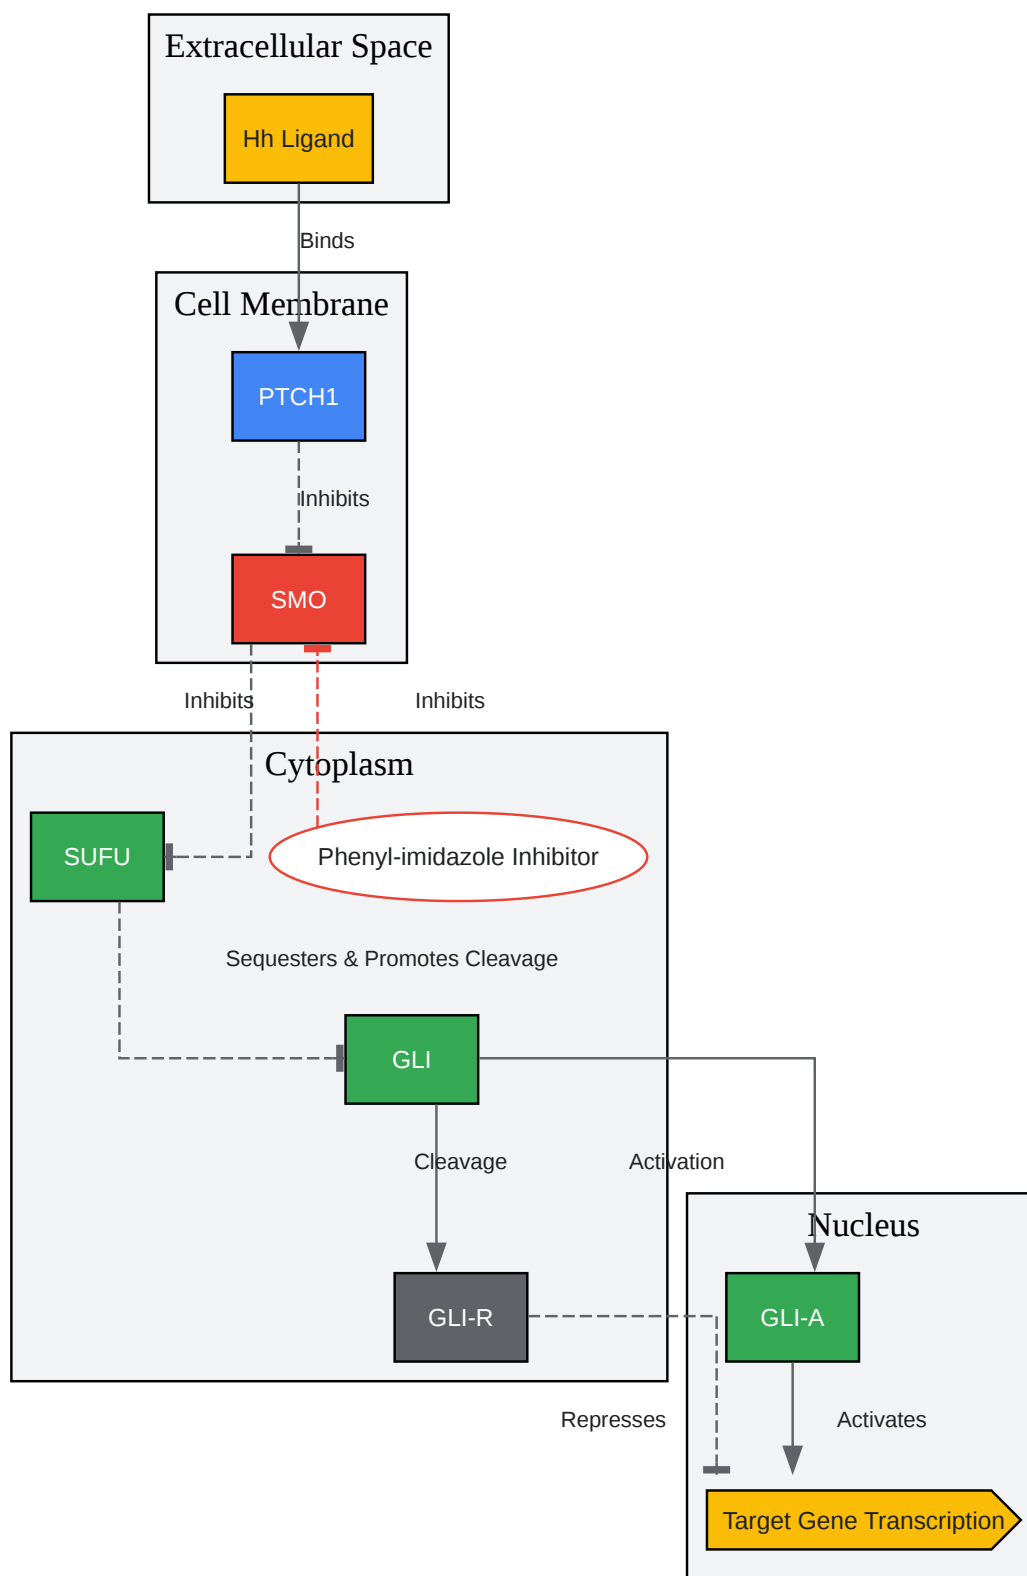 Extracellular Space
Hh Ligand
Binds
Cell Membrane
PTCH1
Inhibits
SMO
Inhibits
Inhibits
Cytoplasm
SUFU
Phenyl-imidazole Inhibitor
Sequesters & Promotes Cleavage
GLI
Cleavage
Activation
Nucleus
GLI-R
GLI-A
Represses
Activates
Target Gene Transcription